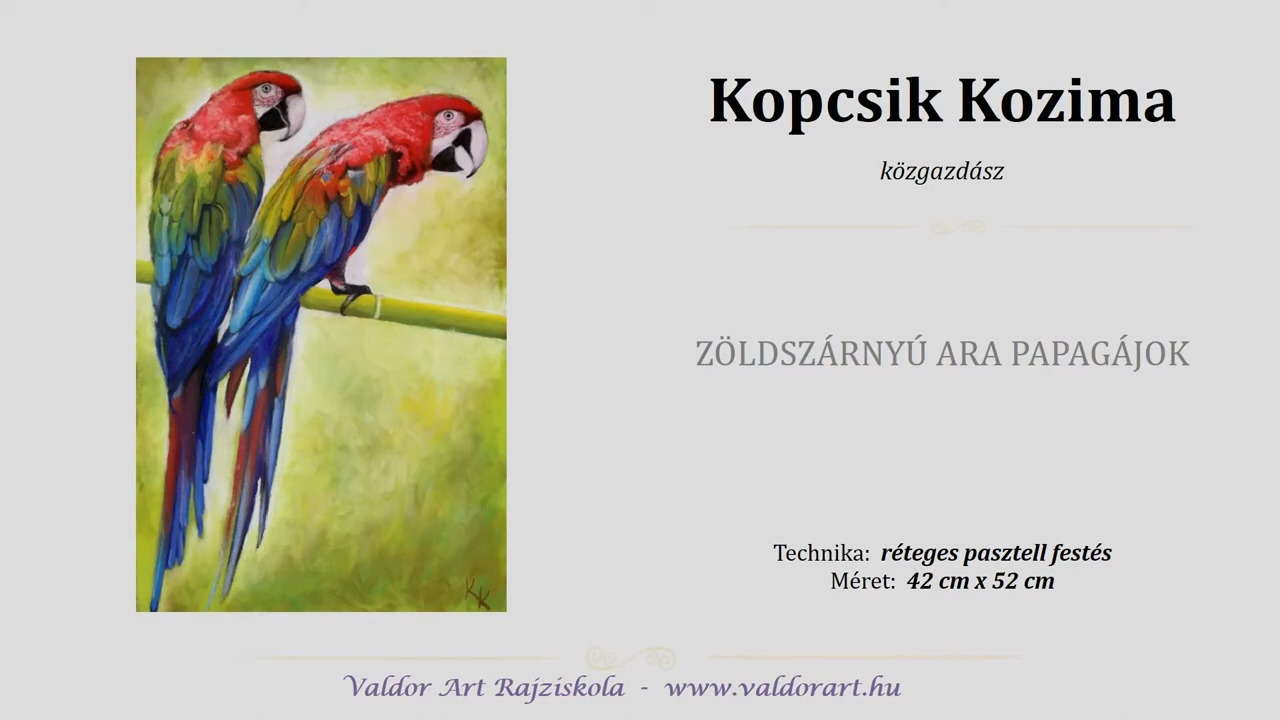 Kopcsik Kozima
közgazdász
ZÖLDSZÁRNYÚ ARA PAPAGÁJOK
Technika: réteges pasztell festés
Méret: 42 cm x 52 cm
KK
Valdor Art Rajziskola - www.valdorart.hu